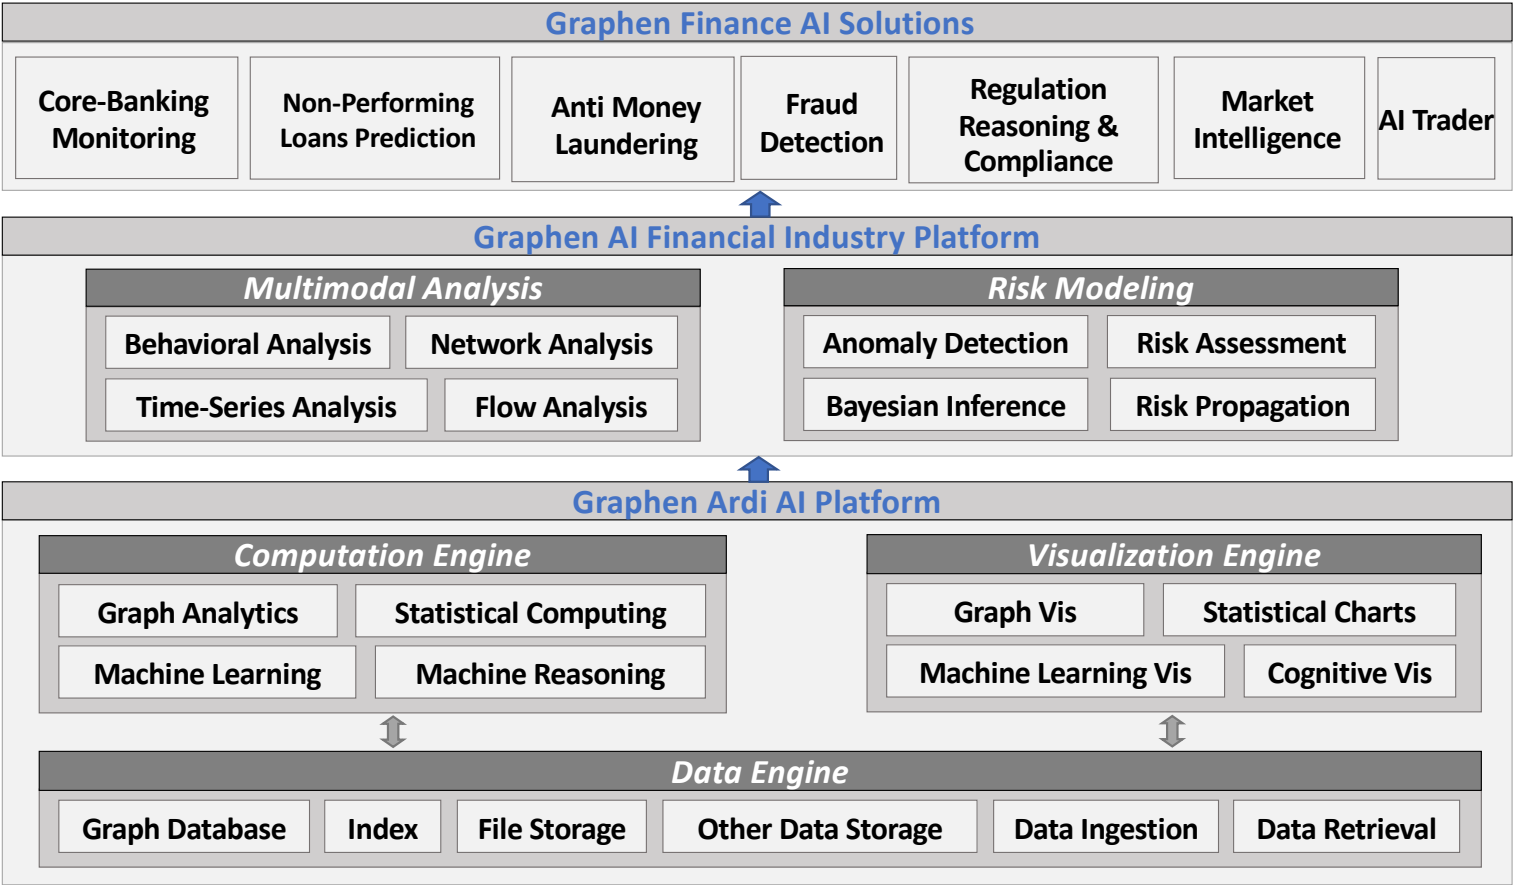 Graphen Finance AI Solutions
Core-Banking
Monitoring
Non-Performing
Loans Prediction
Anti Money
Laundering
Fraud
Detection
Regulation
Reasoning &
Compliance
Market
Intelligence
AI Trader
Graphen AI Financial Industry Platform
Multimodal Analysis
Behavioral Analysis
Network Analysis
Time-Series Analysis
Flow Analysis
Risk Modeling
Anomaly Detection
Risk Assessment
Bayesian Inference
Risk Propagation
Graphen Ardi AI Platform
Computation Engine
Graph Analytics
Statistical Computing
Machine Learning
Machine Reasoning
Visualization Engine
Graph Vis
Statistical Charts
Machine Learning Vis
Cognitive Vis
Data Engine
Graph Database
Index
File Storage
Other Data Storage
Data Ingestion
Data Retrieval